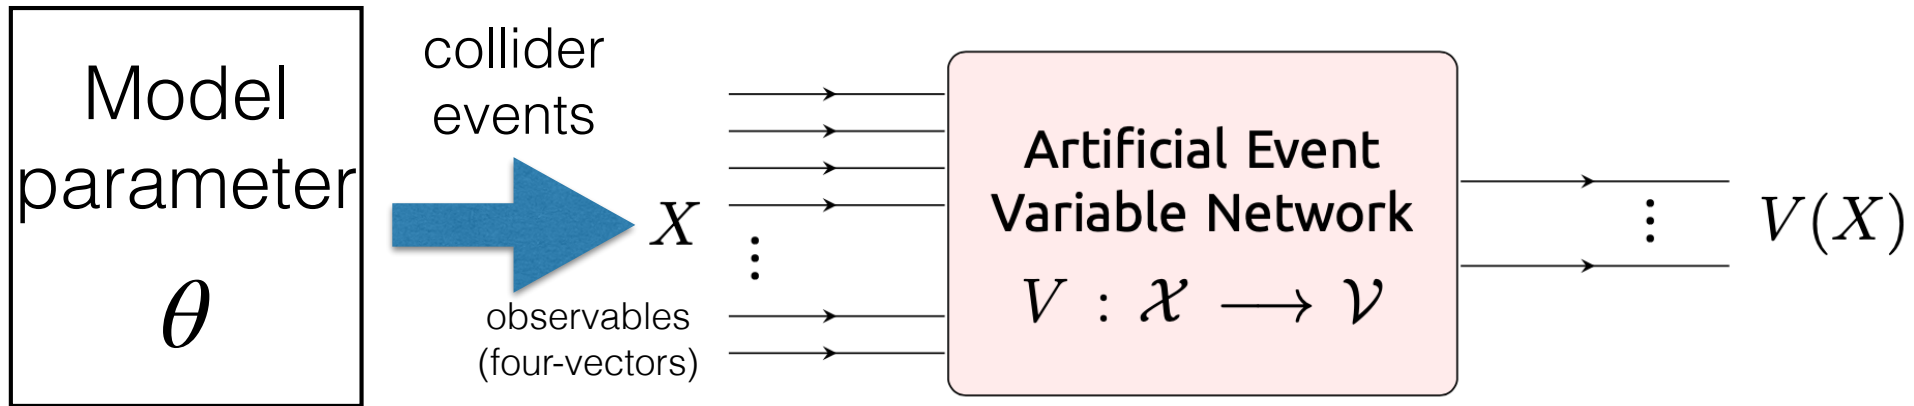 Model
parameter
θ
collider
events
X
⋮
observables
(four-vectors)
Artificial Event
Variable Network
V : 𝒳 ⟶ 𝒱
⋮
V(X)